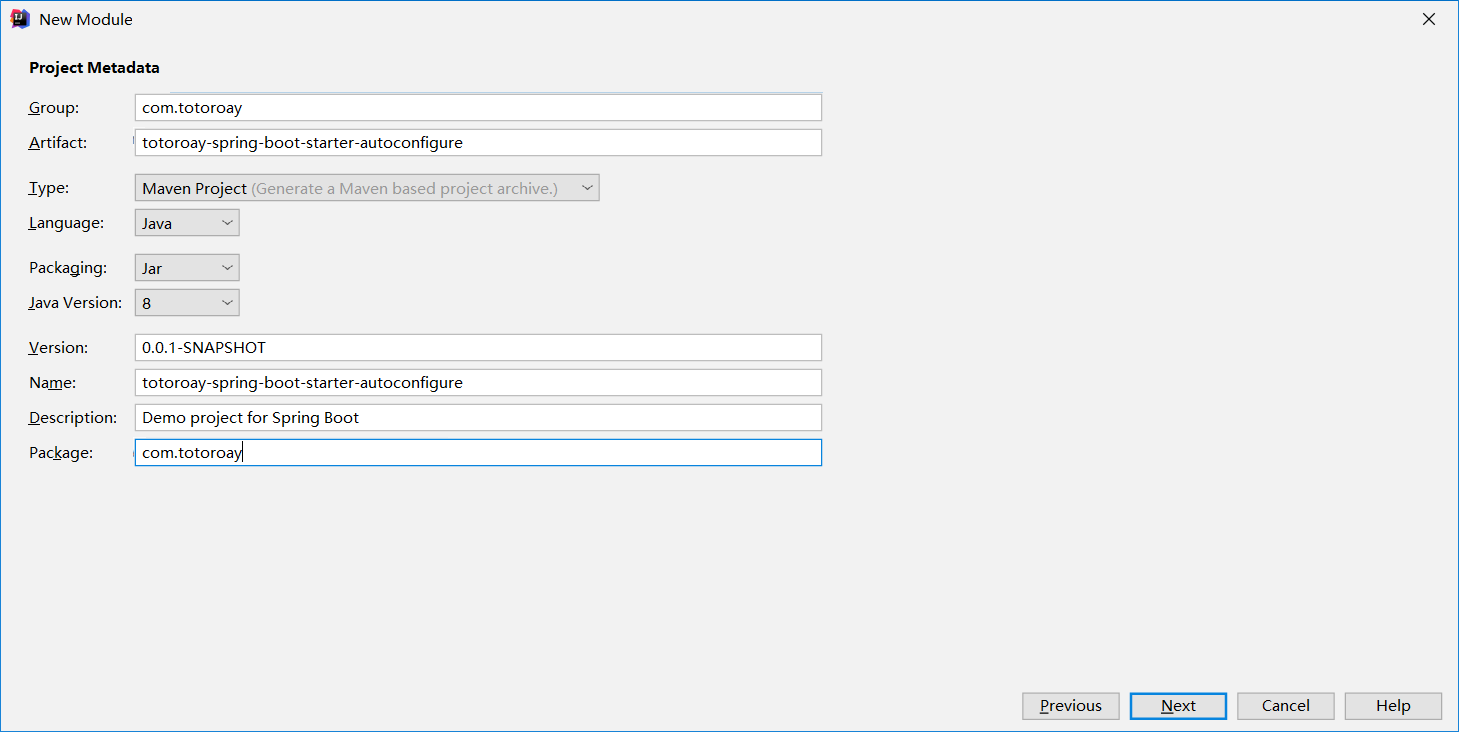 New Module
Project Metadata
Group: com.totoroay
Artifact: totoroay-spring-boot-starter-autoconfigure
Type: Maven Project (Generate a Maven based project archive.)
Language: Java
Packaging: Jar
Java Version: 8
Version: 0.0.1-SNAPSHOT
Name: totoroay-spring-boot-starter-autoconfigure
Description: Demo project for Spring Boot
Package: com.totoroay
Previous Next Cancel Help